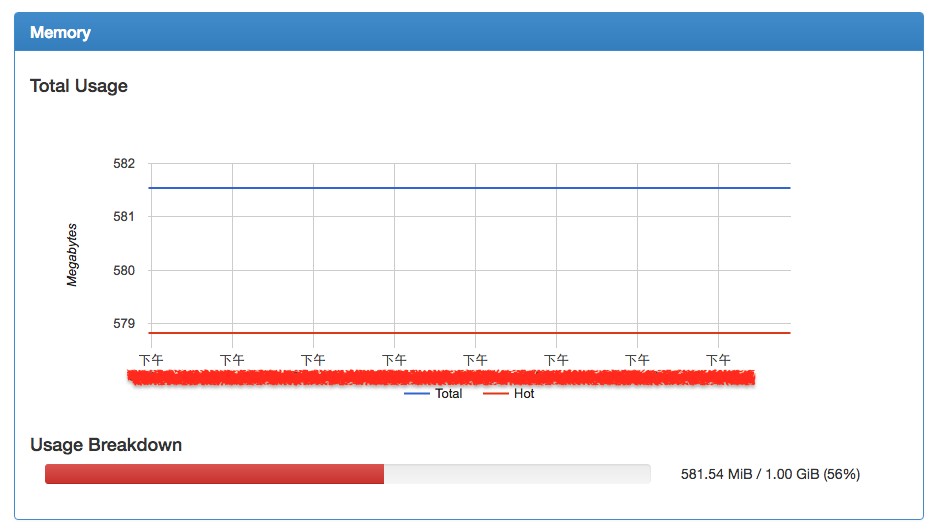 Memory
Total Usage
582
581
580
579
Megabytes
下午 下午 下午 下午 下午 下午 下午 下午
Total Hot
Usage Breakdown
581.54 MiB / 1.00 GiB (56%)